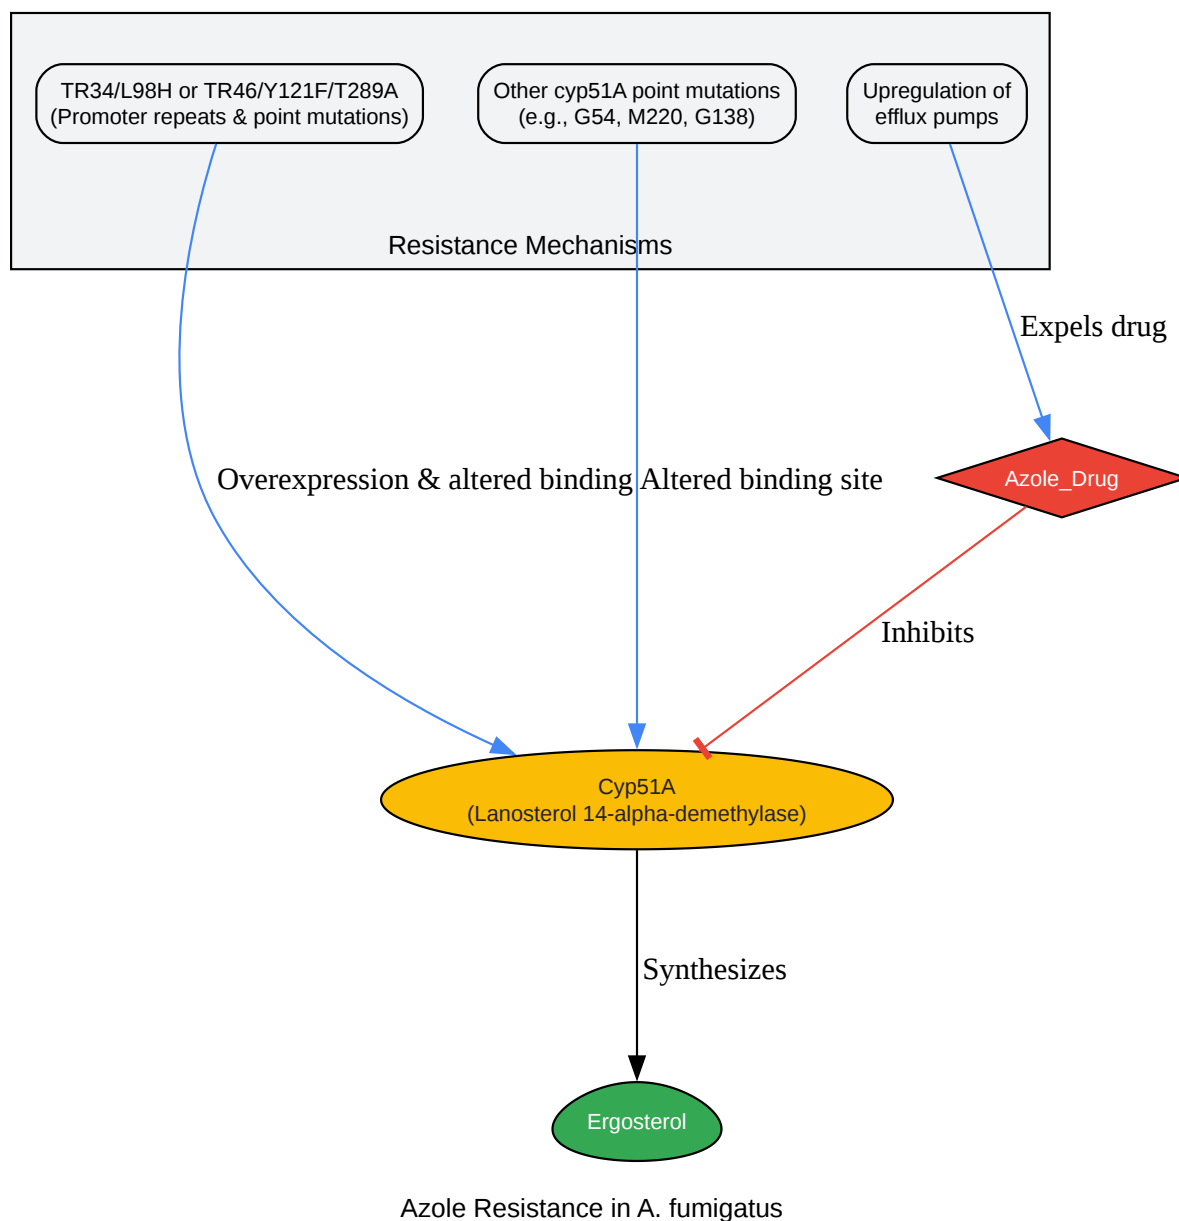 TR34/L98H or TR46/Y121F/T289A
(Promoter repeats & point mutations)
Other cyp51A point mutations
(e.g., G54, M220, G138)
Upregulation of
efflux pumps
Resistance Mechanisms
Expels drug
Overexpression & altered binding
Altered binding site
Azole_Drug
Inhibits
Cyp51A
(Lanosterol 14-alpha-demethylase)
Synthesizes
Ergosterol
Azole Resistance in A. fumigatus